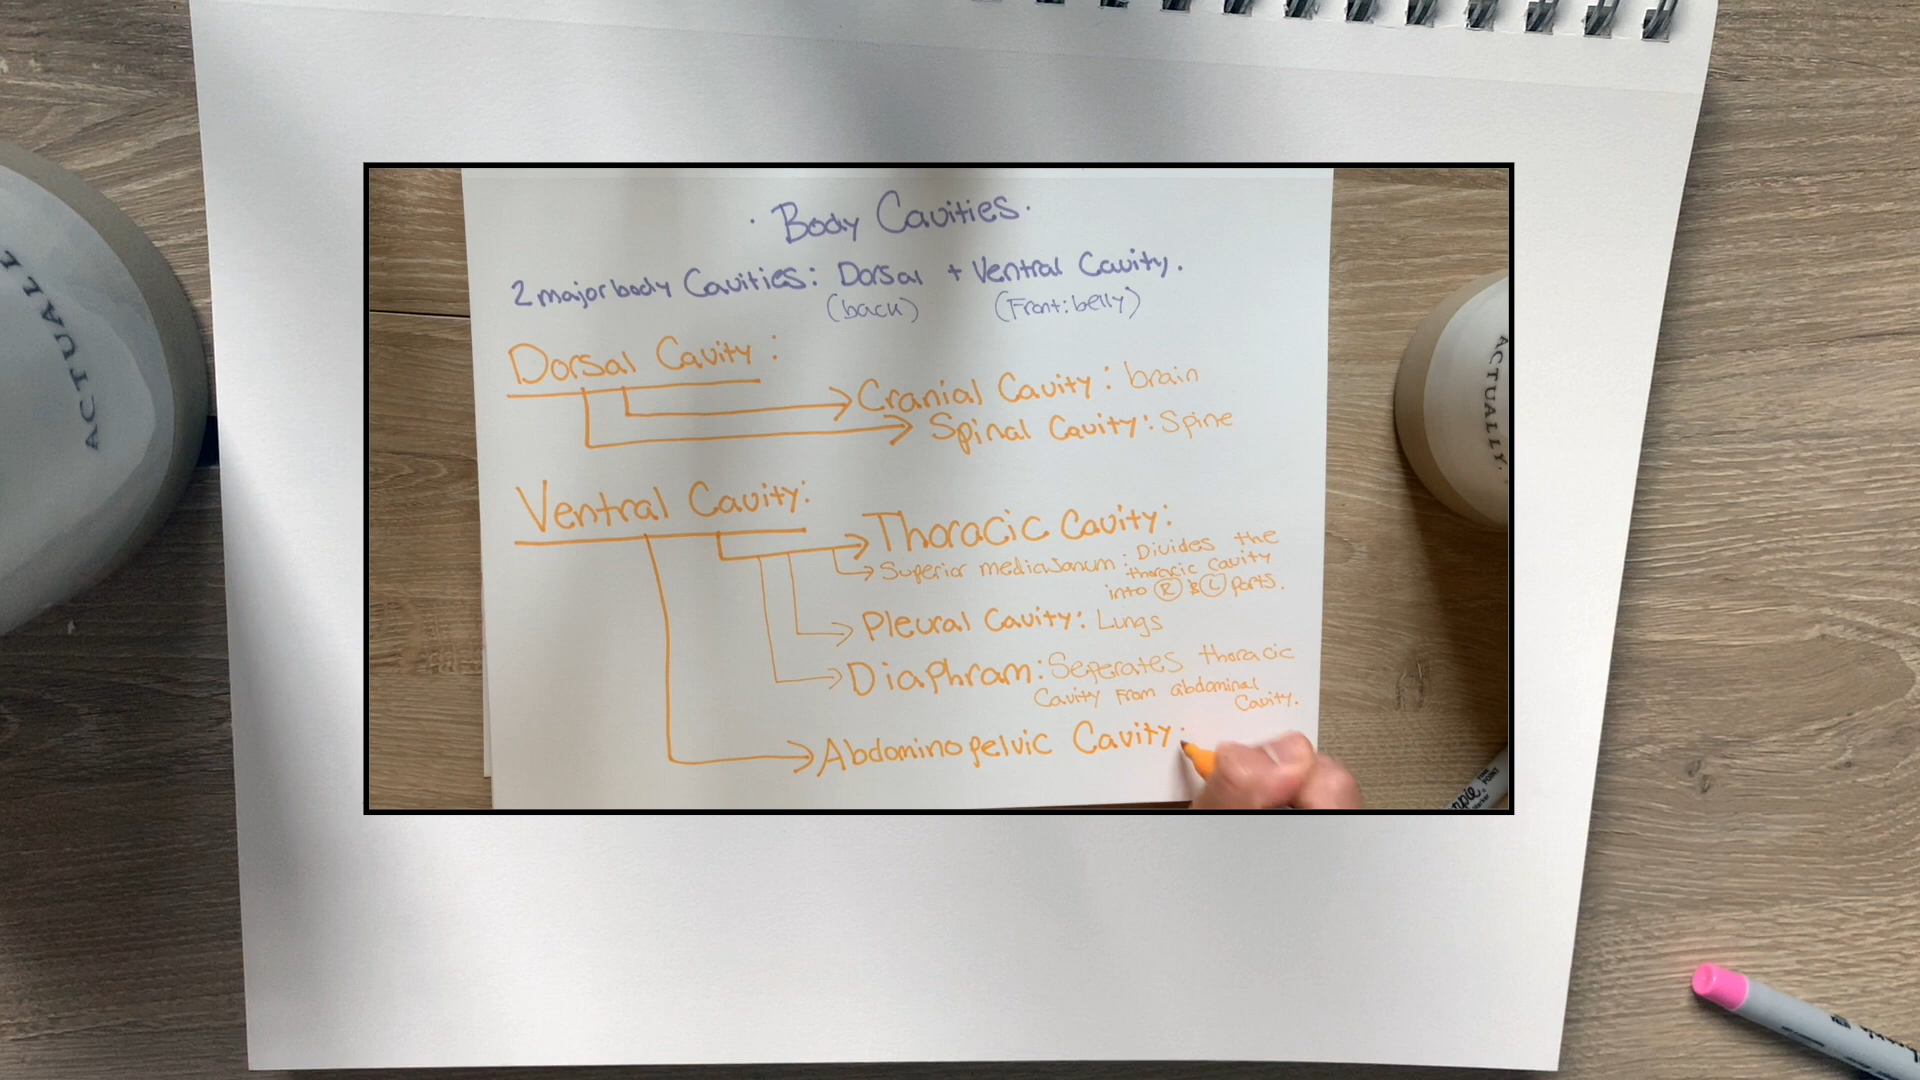 ACTUALL
· Body Cavities ·
2 major body Cavities: Dorsal + Ventral Cavity.
(back) (Front: belly)
Dorsal Cavity:
Cranial Cavity: brain
Spinal Cavity: Spine
Ventral Cavity:
Thoracic Cavity:
Superior : Divides the
thoracic cavity
into (R) & (L) parts.
Pleural Cavity: Lungs
Diaphram: Seperates thoracic
Cavity From abdominal
Cavity.
Abdominopelvic Cavity:
ACTUALLY.